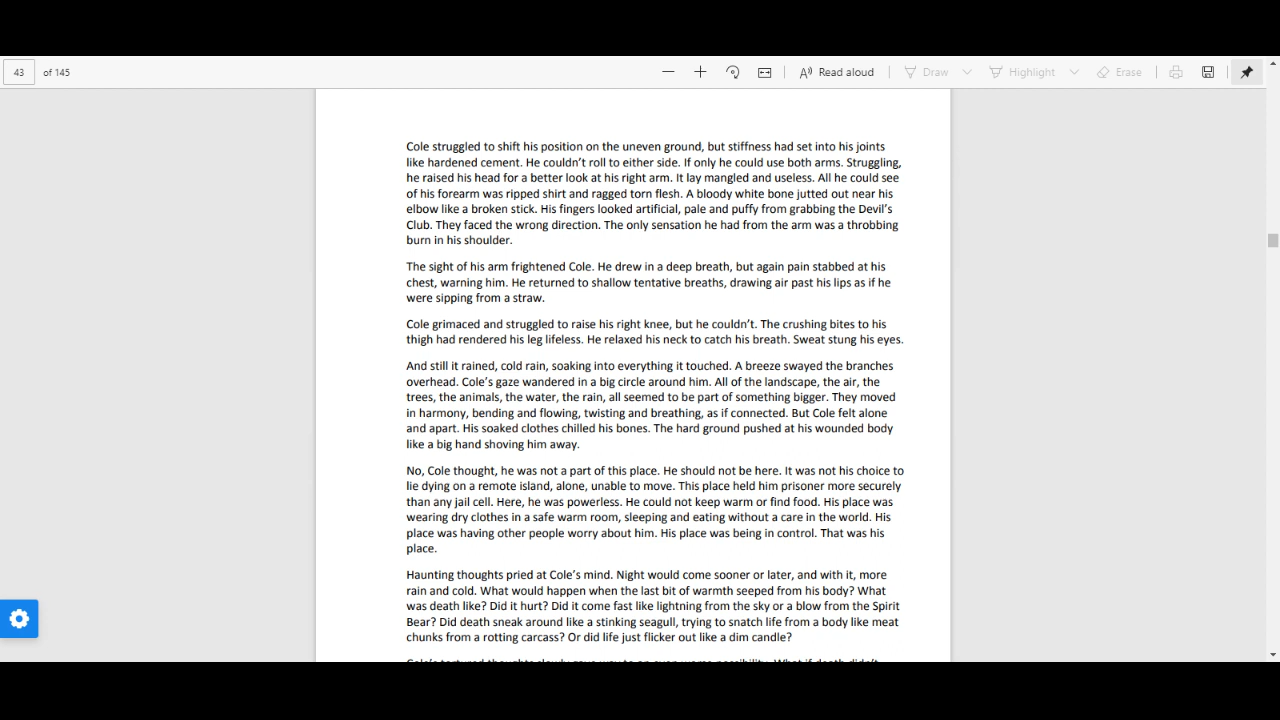 43 of 145 Read aloud Draw Highlight Erase
Cole struggled to shift his position on the uneven ground, but stiffness had set into his joints
like hardened cement. He couldn’t roll to either side. If only he could use both arms. Struggling,
he raised his head for a better look at his right arm. It lay mangled and useless. All he could see
of his forearm was ripped shirt and ragged torn flesh. A bloody white bone jutted out near his
elbow like a broken stick. His fingers looked artificial, pale and puffy from grabbing the Devil’s
Club. They faced the wrong direction. The only sensation he had from the arm was a throbbing
burn in his shoulder.
The sight of his arm frightened Cole. He drew in a deep breath, but again pain stabbed at his
chest, warning him. He returned to shallow tentative breaths, drawing air past his lips as if he
were sipping from a straw.
Cole grimaced and struggled to raise his right knee, but he couldn’t. The crushing bites to his
thigh had rendered his leg lifeless. He relaxed his neck to catch his breath. Sweat stung his eyes.
And still it rained, cold rain, soaking into everything it touched. A breeze swayed the branches
overhead. Cole’s gaze wandered in a big circle around him. All of the landscape, the air, the
trees, the animals, the water, the rain, all seemed to be part of something bigger. They moved
in harmony, bending and flowing, twisting and breathing, as if connected. But Cole felt alone
and apart. His soaked clothes chilled his bones. The hard ground pushed at his wounded body
like a big hand shoving him away.
No, Cole thought, he was not a part of this place. He should not be here. It was not his choice to
lie dying on a remote island, alone, unable to move. This place held him prisoner more securely
than any jail cell. Here, he was powerless. He could not keep warm or find food. His place was
wearing dry clothes in a safe warm room, sleeping and eating without a care in the world. His
place was having other people worry about him. His place was being in control. That was his
place.
Haunting thoughts pried at Cole’s mind. Night would come sooner or later, and with it, more
rain and cold. What would happen when the last bit of warmth seeped from his body? What
was death like? Did it hurt? Did it come fast like lightning from the sky or a blow from the Spirit
Bear? Did death sneak around like a stinking seagull, trying to snatch life from a body like meat
chunks from a rotting carcass? Or did life just flicker out like a dim candle?
Cole’s tortured thoughts slowly gave way to an even worse possibility. What if death didn’t